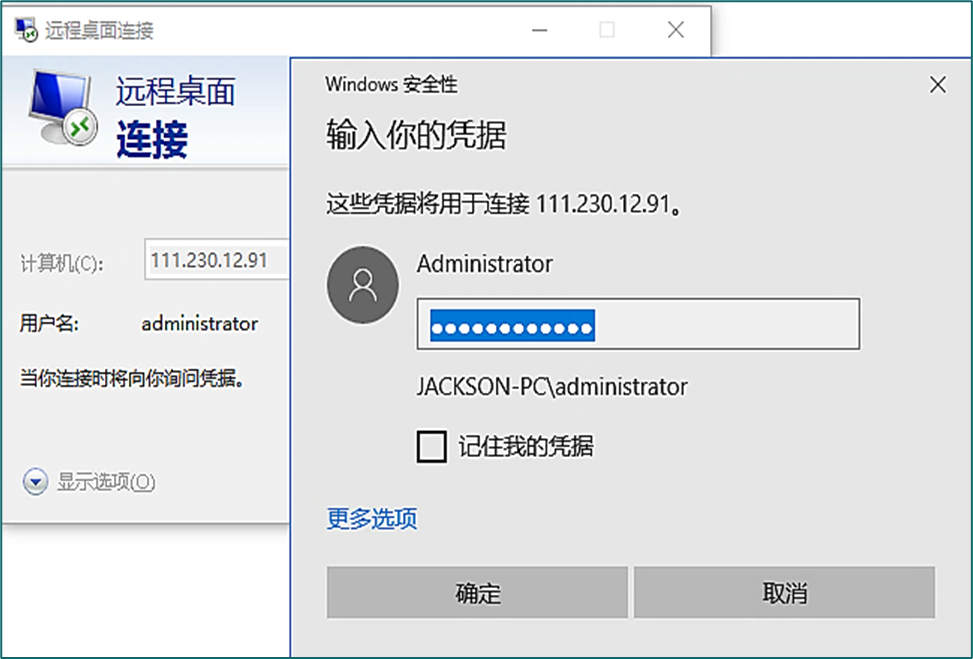 远程桌面连接
远程桌面
连接
计算机(C):
111.230.12.91
用户名:
administrator
当你连接时将向你询问凭据。
显示选项(O)
Windows 安全性
输入你的凭据
这些凭据将用于连接 111.230.12.91。
Administrator
●●●●●●●●●●●●
JACKSON-PC\administrator
记住我的凭据
更多选项
确定
取消